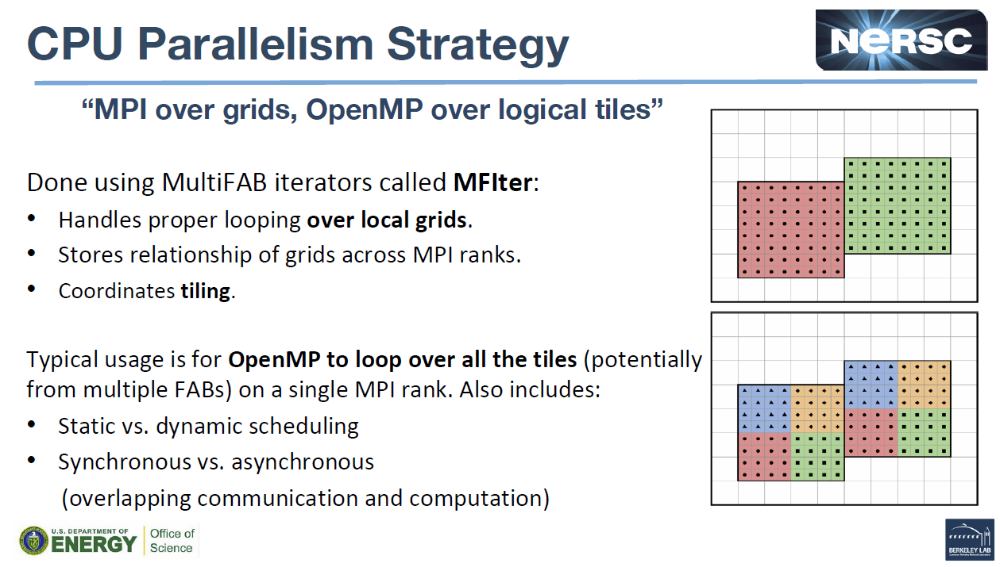 CPU Parallelism Strategy
NERSC
“MPI over grids, OpenMP over logical tiles”
Done using MultiFAB iterators called MFIter:
• Handles proper looping over local grids.
• Stores relationship of grids across MPI ranks.
• Coordinates tiling.
Typical usage is for OpenMP to loop over all the tiles (potentially
from multiple FABs) on a single MPI rank. Also includes:
• Static vs. dynamic scheduling
• Synchronous vs. asynchronous
(overlapping communication and computation)
U.S. DEPARTMENT OF
ENERGY
Office of
Science
BERKELEY LAB